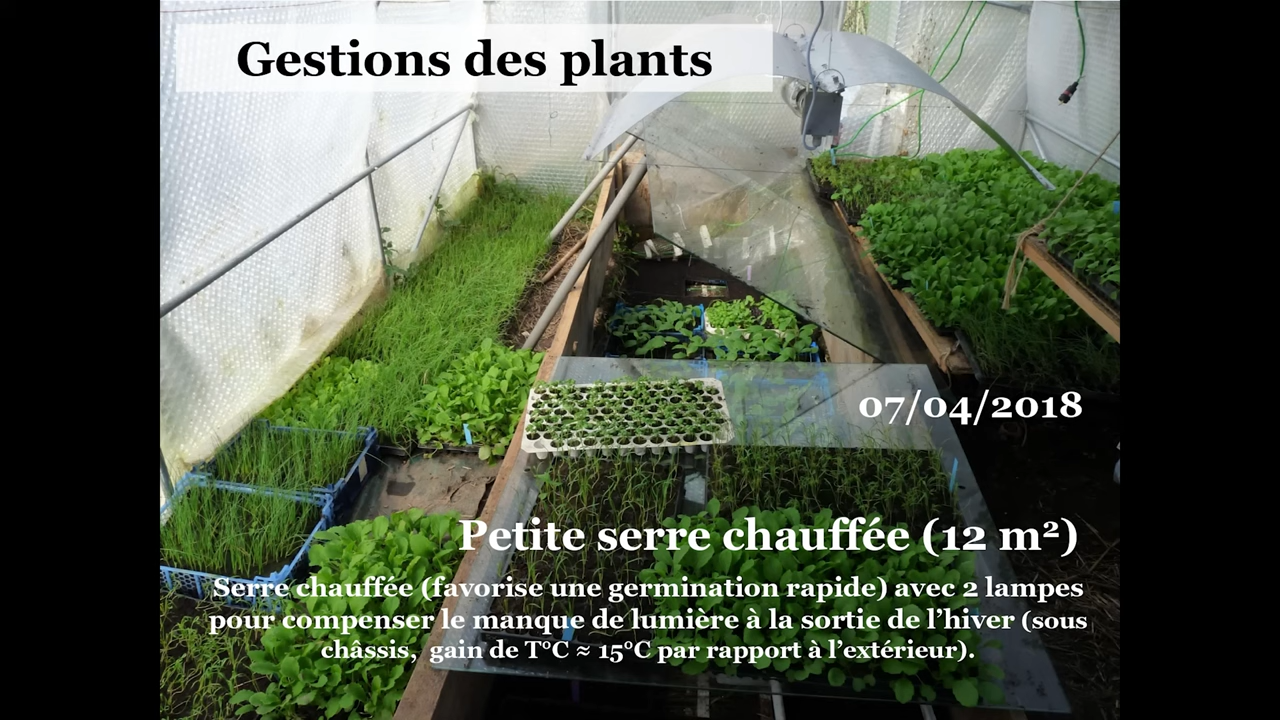 Gestions des plants
07/04/2018
Petite serre chauffée (12 m²)
Serre chauffée (favorise une germination rapide) avec 2 lampes
pour compenser le manque de lumière à la sortie de l’hiver (sous
châssis, gain de T°C ≈ 15°C par rapport à l’extérieur).